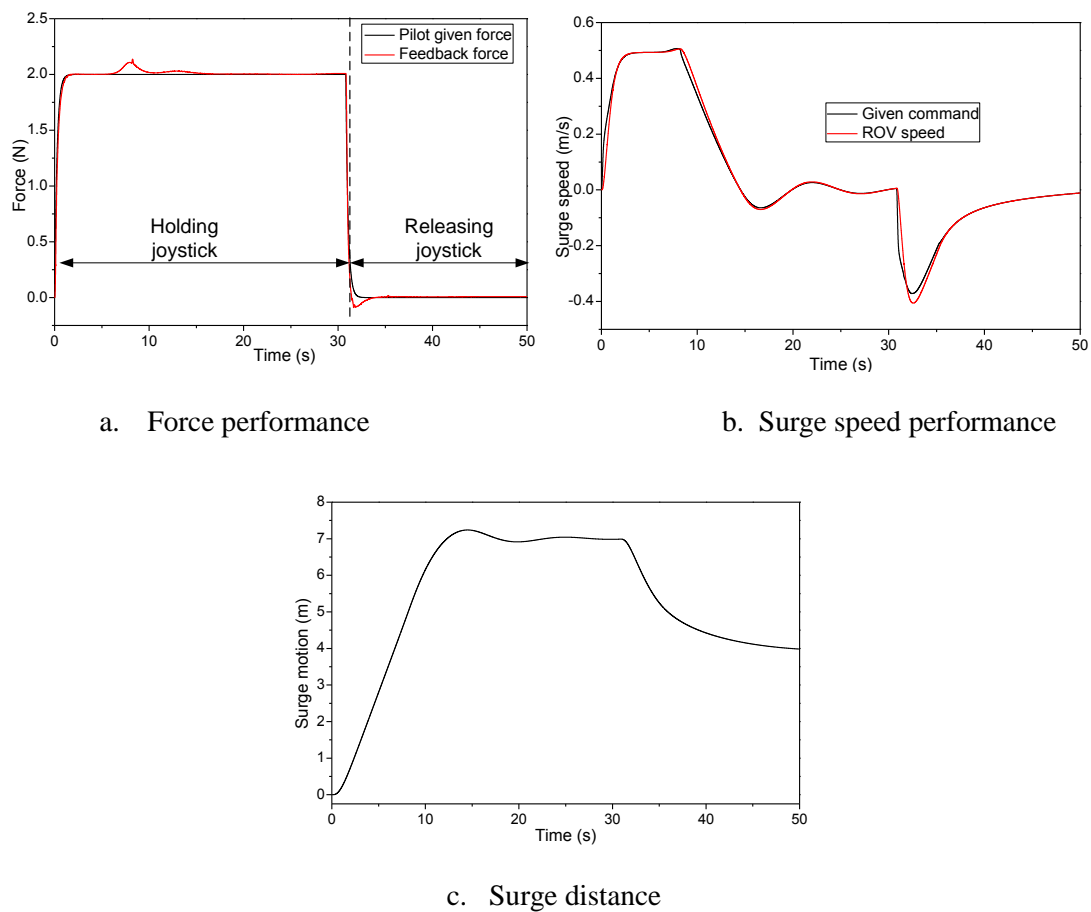 2.5
2.0
1.5
1.0
0.5
0.0
Force (N)
Pilot given force
Feedback force
Holding
joystick
Releasing
joystick
0 10 20 30 40 50
Time (s)
a. Force performance
0.4
0.2
0.0
-0.2
-0.4
Surge speed (m/s)
Given command
ROV speed
0 10 20 30 40 50
Time (s)
b. Surge speed performance
8
7
6
5
4
3
2
1
0
Surge motion (m)
0 10 20 30 40 50
Time (s)
c. Surge distance